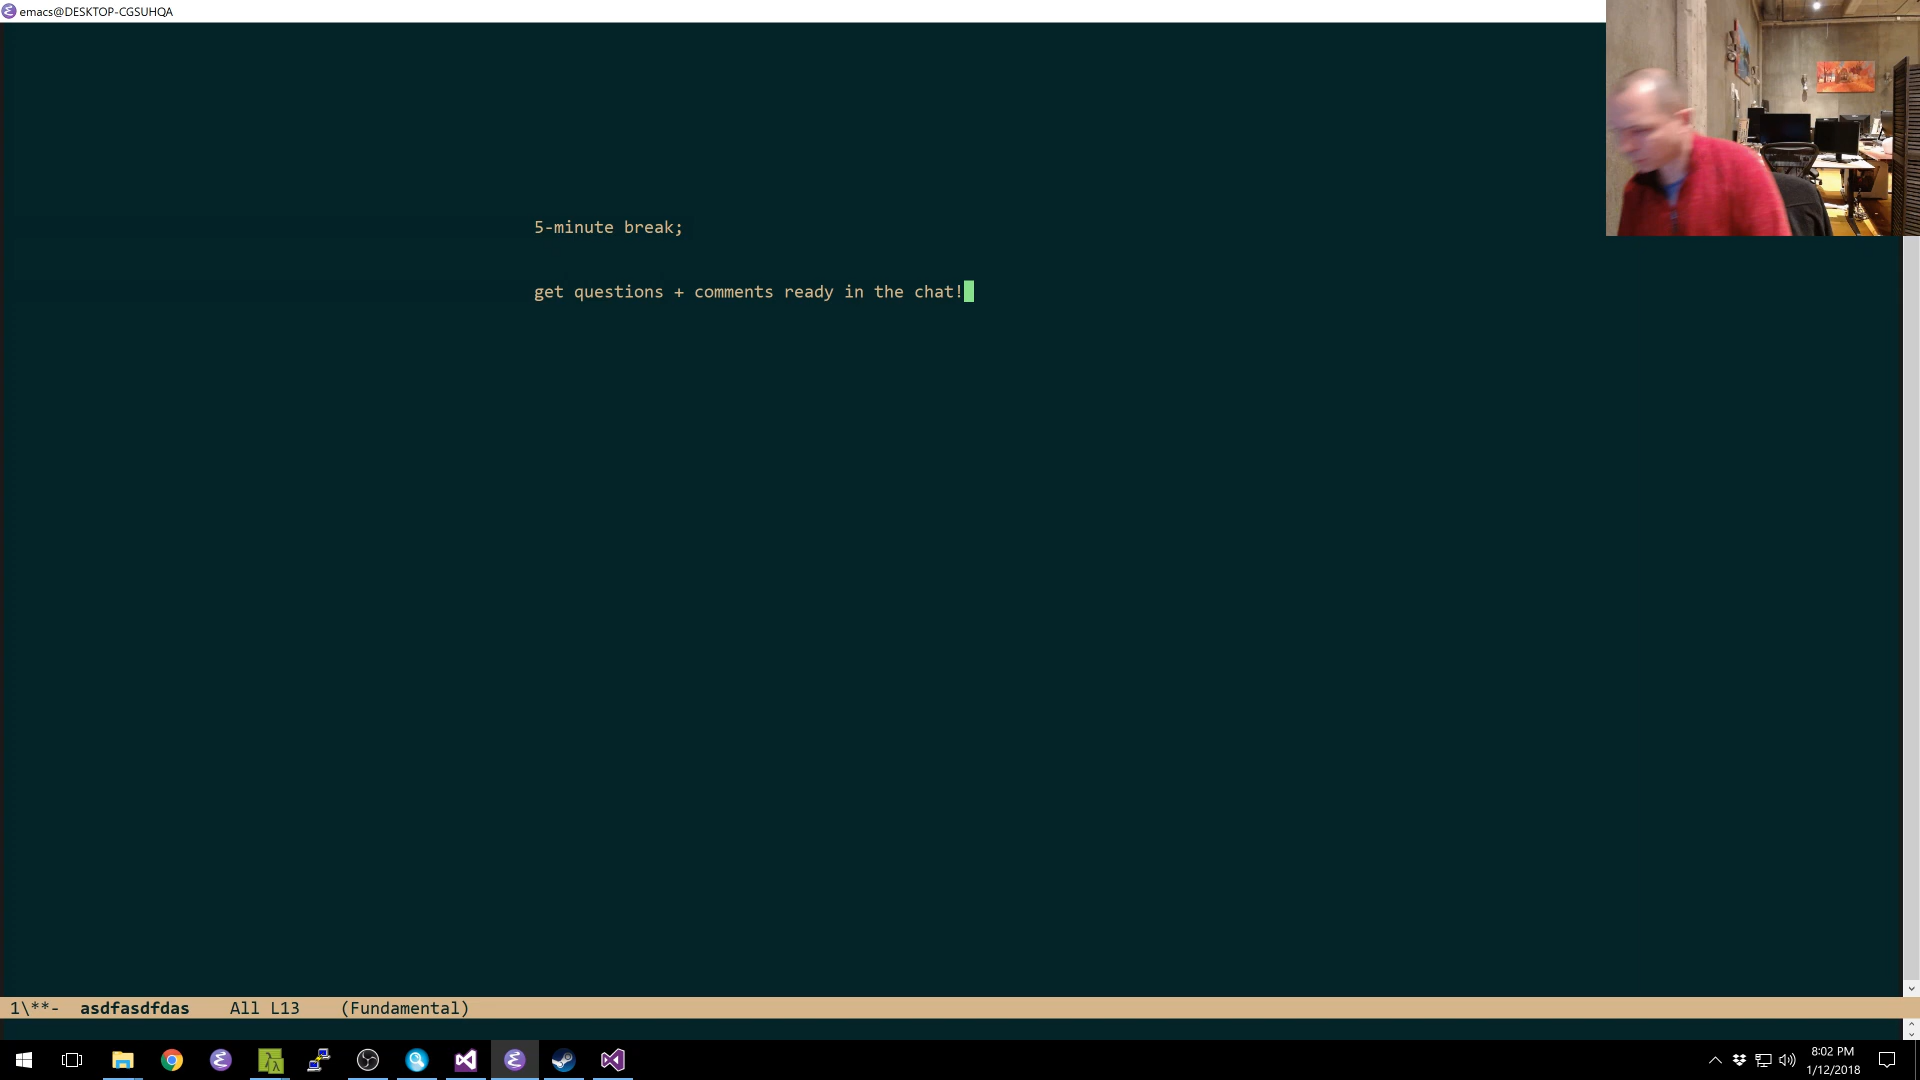 emacs@DESKTOP-CGSUHQA
5-minute break;
get questions + comments ready in the chat!
1\**-  asdfasdfdas    All L13    (Fundamental)
8:02 PM
1/12/2018